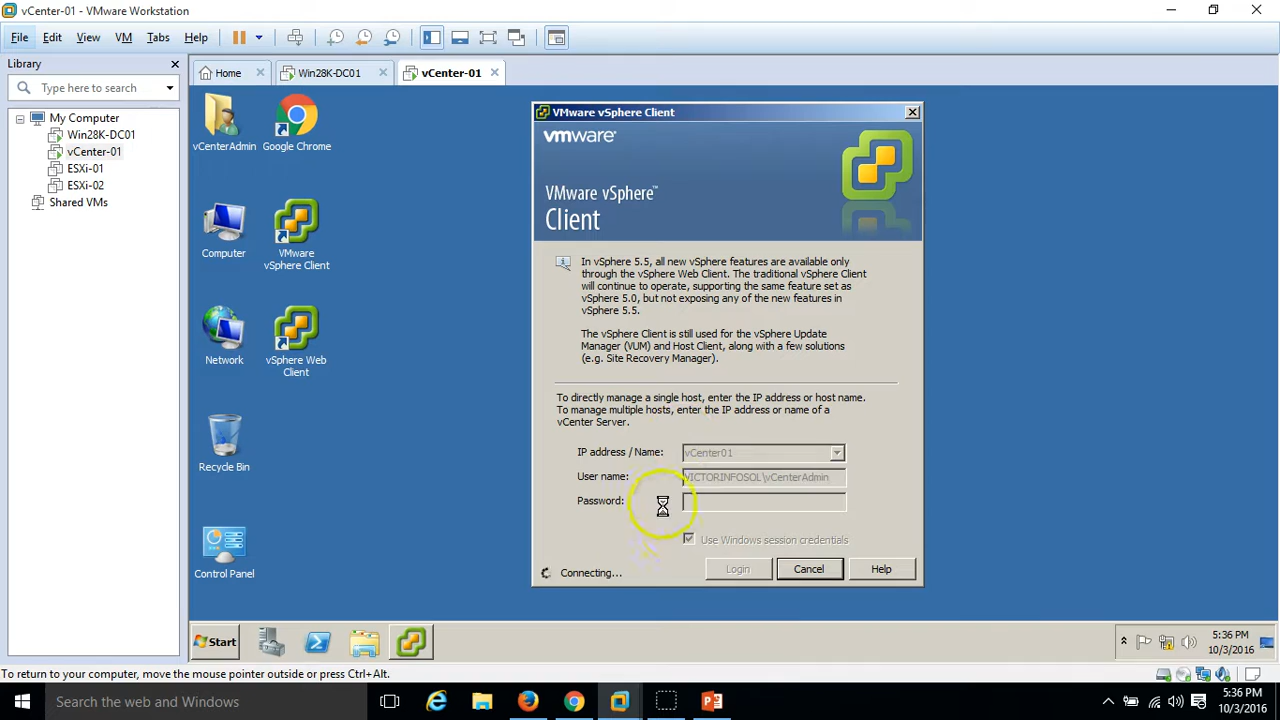 vCenter-01 - VMware Workstation
File Edit View VM Tabs Help
Library
Type here to search
My Computer
Win28K-DC01
vCenter-01
ESXi-01
ESXi-02
Shared VMs
Home
Win28K-DC01
vCenter-01
vCenterAdmin
Google Chrome
Computer
VMware
vSphere Client
Network
vSphere Web
Client
Recycle Bin
Control Panel
VMware vSphere Client
vmware®
VMware vSphere™
Client
In vSphere 5.5, all new vSphere features are available only
through the vSphere Web Client. The traditional vSphere Client
will continue to operate, supporting the same feature set as
vSphere 5.0, but not exposing any of the new features in
vSphere 5.5.
The vSphere Client is still used for the vSphere Update
Manager (VUM) and Host Client, along with a few solutions
(e.g. Site Recovery Manager).
To directly manage a single host, enter the IP address or host name.
To manage multiple hosts, enter the IP address or name of a
vCenter Server.
IP address / Name: vCenter01
User name: VICTORINFOSOL\vCenterAdmin
Password:
Use Windows session credentials
Connecting... Login Cancel Help
Start
5:36 PM
10/3/2016
To return to your computer, move the mouse pointer outside or press Ctrl+Alt.
Search the web and Windows
5:36 PM
10/3/2016